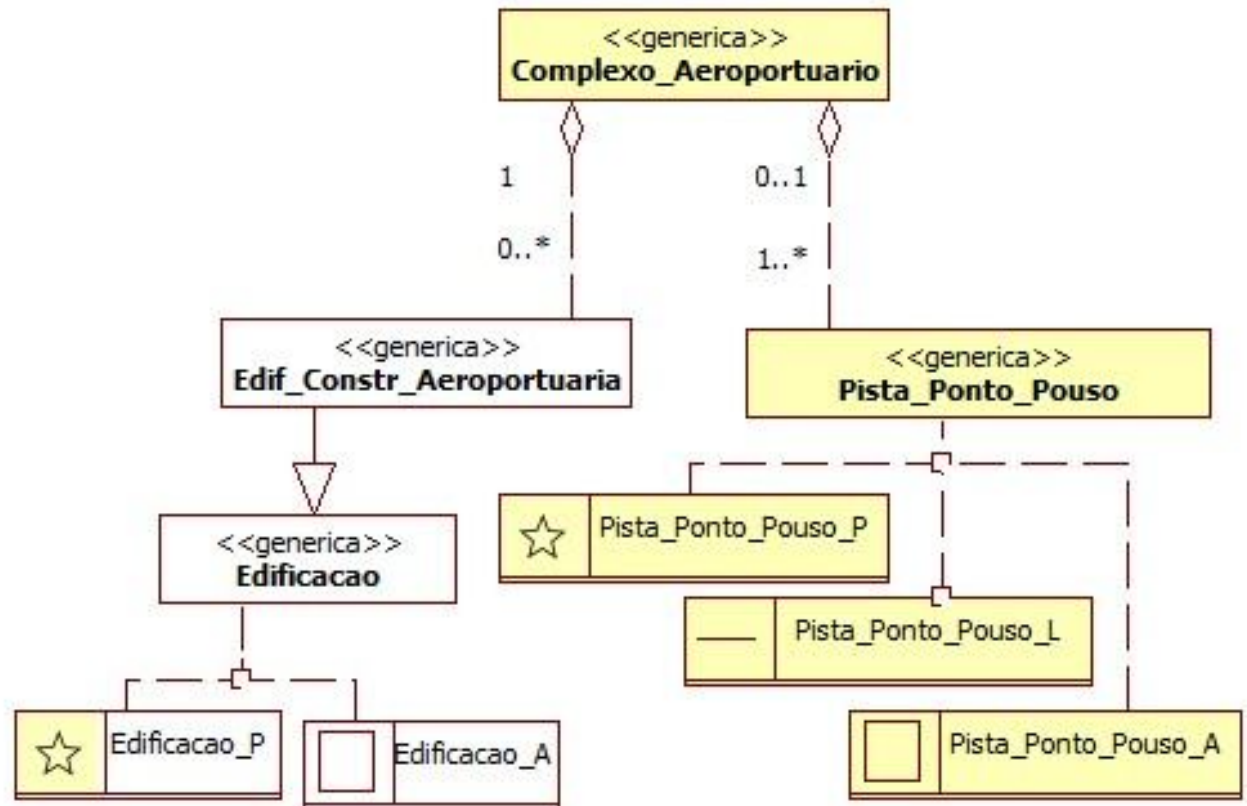 <<generica>>
Complexo_Aeroportuario
1
0..1
0..*
1..*
<<generica>>
Edif_Constr_Aeroportuaria
<<generica>>
Pista_Ponto_Pouso
Pista_Ponto_Pouso_P
<<generica>>
Edificacao
Pista_Ponto_Pouso_L
Edificacao_P
Edificacao_A
Pista_Ponto_Pouso_A